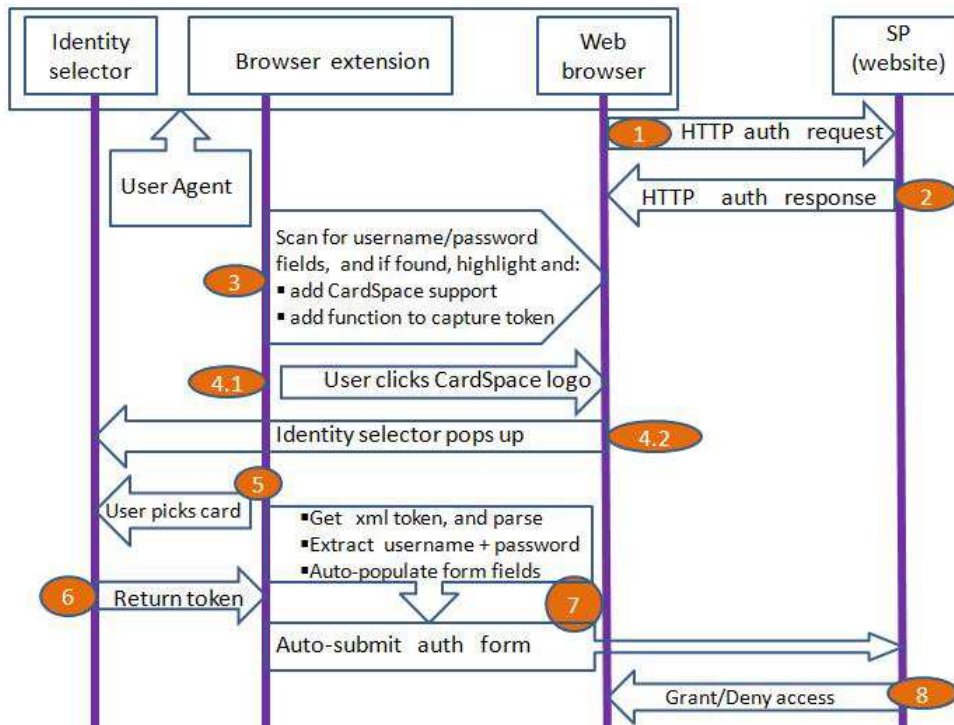 Identity
selector
Browser extension
Web
browser
SP
(website)
1
HTTP auth request
User Agent
HTTP auth response
2
Scan for username/password
fields, and if found, highlight and:
▪ add CardSpace support
▪ add function to capture token
3
4.1
User clicks CardSpace logo
Identity selector pops up
4.2
5
User picks card
▪Get xml token, and parse
▪Extract username + password
▪Auto-populate form fields
6
Return token
7
Auto-submit auth form
Grant/Deny access
8